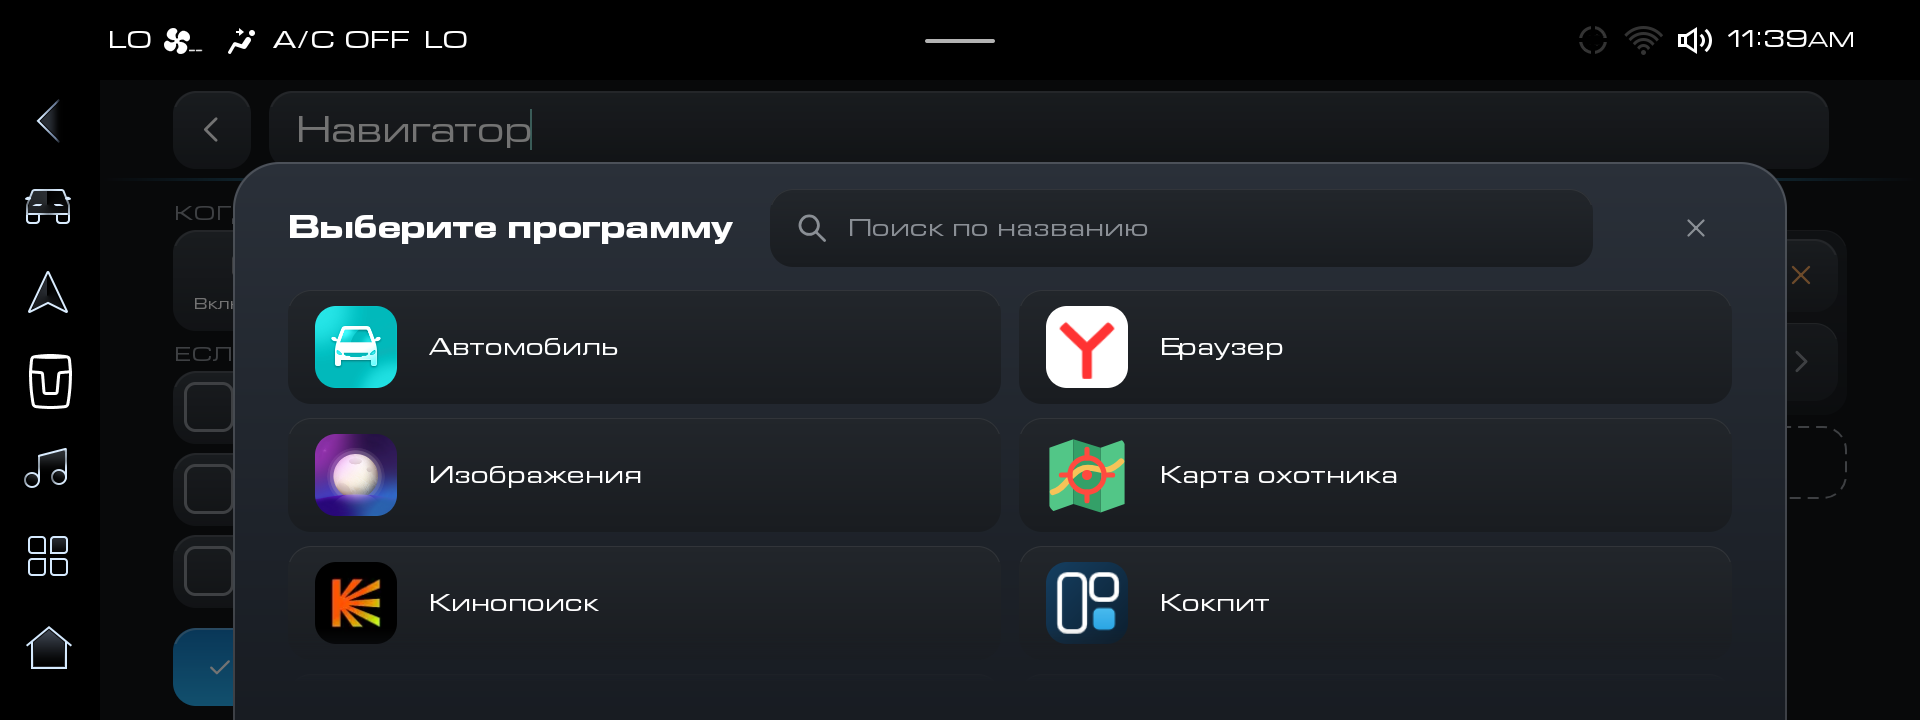 LO A/C OFF LO 11:39AM
Навигатор
Выберите программу
Поиск по названию
Автомобиль
Браузер
Изображения
Карта охотника
Кинопоиск
Кокпит